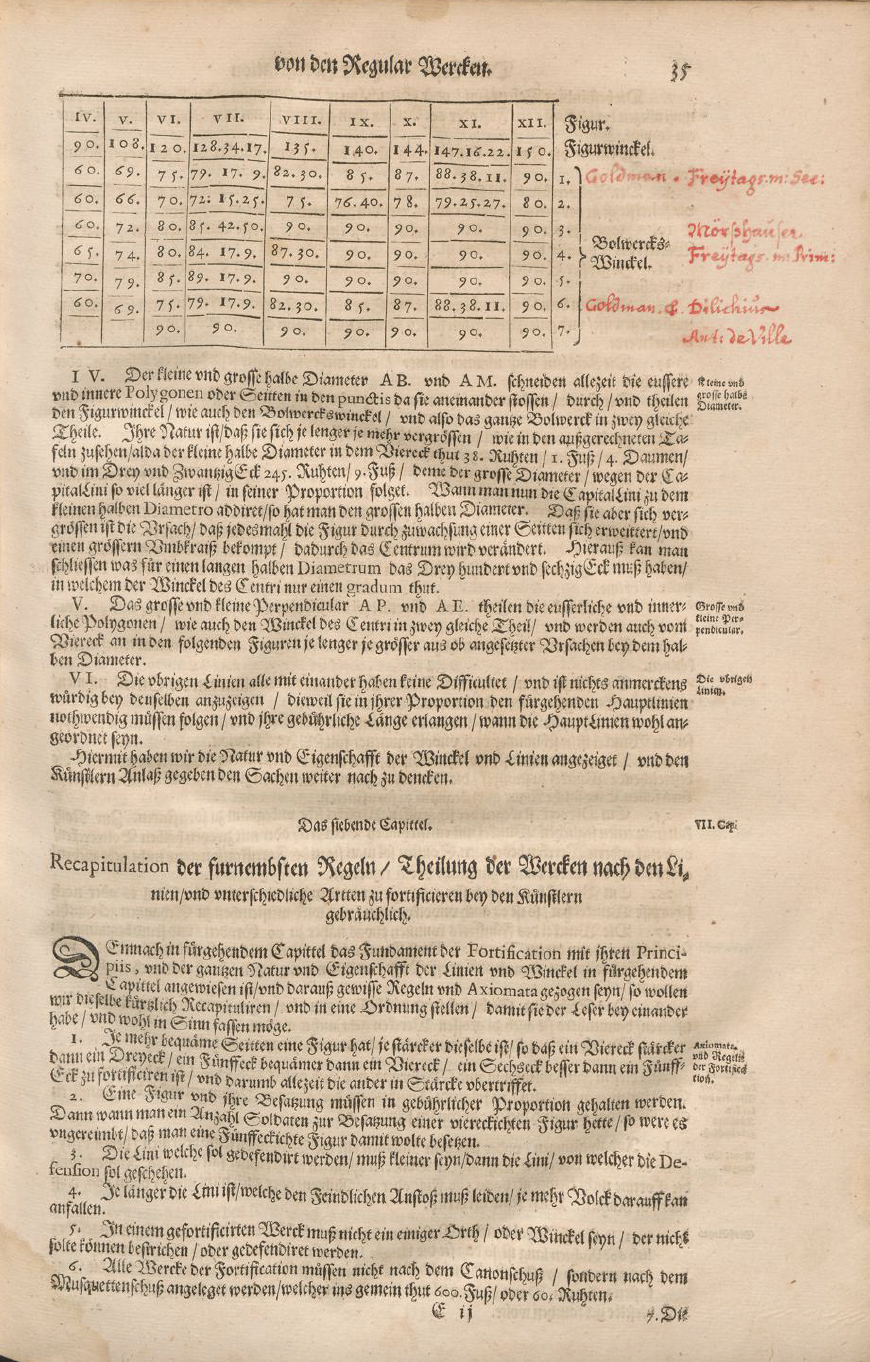 von den Regular Wercken. 35
IV. V. VI. VII. VIII. IX. X. XI. XII. Figur.
90. 108. 120. 128.34.17. 135. 140. 144. 147.16.22. 150. Figurwinckel.
60. 69. 75. 79. 17. 9. 82.30. 85. 87. 88.38.11. 90. 1. Goldman . Freÿtags. m: Sec:
60. 66. 70. 72. 15.25. 75. 76.40. 78. 79.25.27. 80. 2.
60. 72. 80. 85. 42.50. 90. 90. 90. 90. 90. 3. Mörßhäuser
Bolwercks-
65. 74. 80. 84. 17.9. 87.30. 90. 90. 90. 90. 4. Winckel. Freÿtags. m: Prim:
70. 79. 85. 89. 17.9. 90. 90. 90. 90. 90. 5.
60. 69. 75. 79. 17.9. 82.30. 85. 87. 88.38.11. 90. 6. Goldman. & Dilichius
90. 90. 90. 90. 90. 90. 90. 7. Ant: de Ville
IV. Der kleine vnd grosse halbe Diameter AB. vnd AM. schneiden allezeit die eussere
vnd innere Polygonen oder Seitten in den punctis da sie aneinander stossen / durch / vnd theilen
den Figurwinckel / wie auch den Bolwerckswinckel / vnd also das gantze Bolwerck in zwey gleiche
Theile. Ihre Natur ist / daß sie sich je lenger je mehr vergrössen / wie in den außgerechneten Ta-
feln zusehen / alda der kleine halbe Diameter in dem Viereck thut 38. Ruhten / 1. Fuß / 4. Daumen /
vnd im Drey vnd Zwantzig Eck 245. Ruhten / 9. Fuß / deme der grosse Diameter / wegen der Ca-
pital Lini so viel länger ist / in seiner Proportion folget. Wann man nun die Capital Lini zu dem
kleinen halben Diametro addiret / so hat man den grossen halben Diameter. Daß sie aber sich ver-
grössen ist die Vrsach / daß jedesmahl die Figur durch zuwachsung einer Seitten sich erweittert / vnd
einen grössern Vmbkraiß bekompt / dadurch das Centrum wird verändert. Hierauß kan man
schliessen was für einen langen halben Diametrum das Drey hundert vnd sechzig Eck muß haben /
in welchem der Winckel des Centri nur einen gradum thut.
Kleine vnd
grosse halbe
Diameter.
V. Das grosse vnd kleine Perpendicular AP. vnd AE. theilen die eusserliche vnd inner-
liche Polygonen / wie auch den Winckel des Centri in zwey gleiche Theil / vnd werden auch vom
Viereck an in den folgenden Figuren je lenger je grösser aus ob angesetzter Vrsachen bey dem hal-
ben Diameter.
Grosse vnd
kleine Per-
pendicular.
VI. Die vbrigen Linien alle mit einander haben keine Difficultet / vnd ist nichts anmerckens
würdig bey denselben anzuzeigen / dieweil sie in jhrer Proportion den fürgehenden Hauptlinien
nothwendig müssen folgen / vnd jhre gebührliche Länge erlangen / wann die HauptLinien wohl an-
geordnet seyn.
Die vbrigen
Linien.
Hiermit haben wir die Natur vnd Eigenschafft der Winckel vnd Linien angezeiget / vnd den
Künstlern Anlaß gegeben den Sachen weiter nach zu dencken.
Das siebende Capittel. VII. Cap.
Recapitulation der furnembsten Regeln / Theilung der Wercken nach den Li-
nien / vnd vnterschiedliche Artten zu fortificieren bey den Künstlern
gebräuchlich.
DEmnach in fürgehendem Capittel das Fundament der Fortification mit jhren Princi-
piis, vnd der gantzen Natur vnd Eigenschafft der Linien vnd Winckel in fürgehendem
Capittel angewiesen ist / vnd darauß gewisse Regeln vnd Axiomata gezogen seyn / so wollen
wir dieselbe kürtzlich Recapituliren / vnd in eine Ordnung stellen / damit sie der Leser bey einander
habe / vnd wohl in Sinn fassen möge.
1. Je mehr bequäme Seitten eine Figur hat / je stärcker dieselbe ist / so daß ein Viereck stärcker
dann ein Dreyeck / ein Fünffeck bequämer dann ein Viereck / ein Sechseck besser dann ein Fünff-
Eck zu fortificiren ist / vnd darumb allezeit die ander in Stärcke vbertriffet.
Axiomata
vnd Regeln
der Fortifica-
tion.
2. Eine Figur vnd jhre Besatzung müssen in gebührlicher Proportion gehalten werden.
Dann wann man ein Anzahl Soldaten zur Besatzung einer viereckichten Figur hette / so were es
vngereimbt / daß man eine Fünffeckichte Figur damit wolte besetzen.
3. Die Lini welche sol gedefendirt werden / muß kleiner seyn / dann die Lini / von welcher die De-
fension sol geschehen.
4. Je länger die Lini ist / welche den Feindlichen Anstoß muß leiden / je mehr Volck darauff kan
anfallen.
5. In einem gefortificirten Werck muß nicht ein einiger Orth / oder Winckel seyn / der nicht
solte können bestrichen / oder gedefendiret werden.
6. Alle Wercke der Fortification müssen nicht nach dem Canonschuß / sondern nach dem
Musquettenschuß angeleget werden / welcher ins gemein thut 600. Fuß / oder 60. Ruhten.
E ij 7. Die